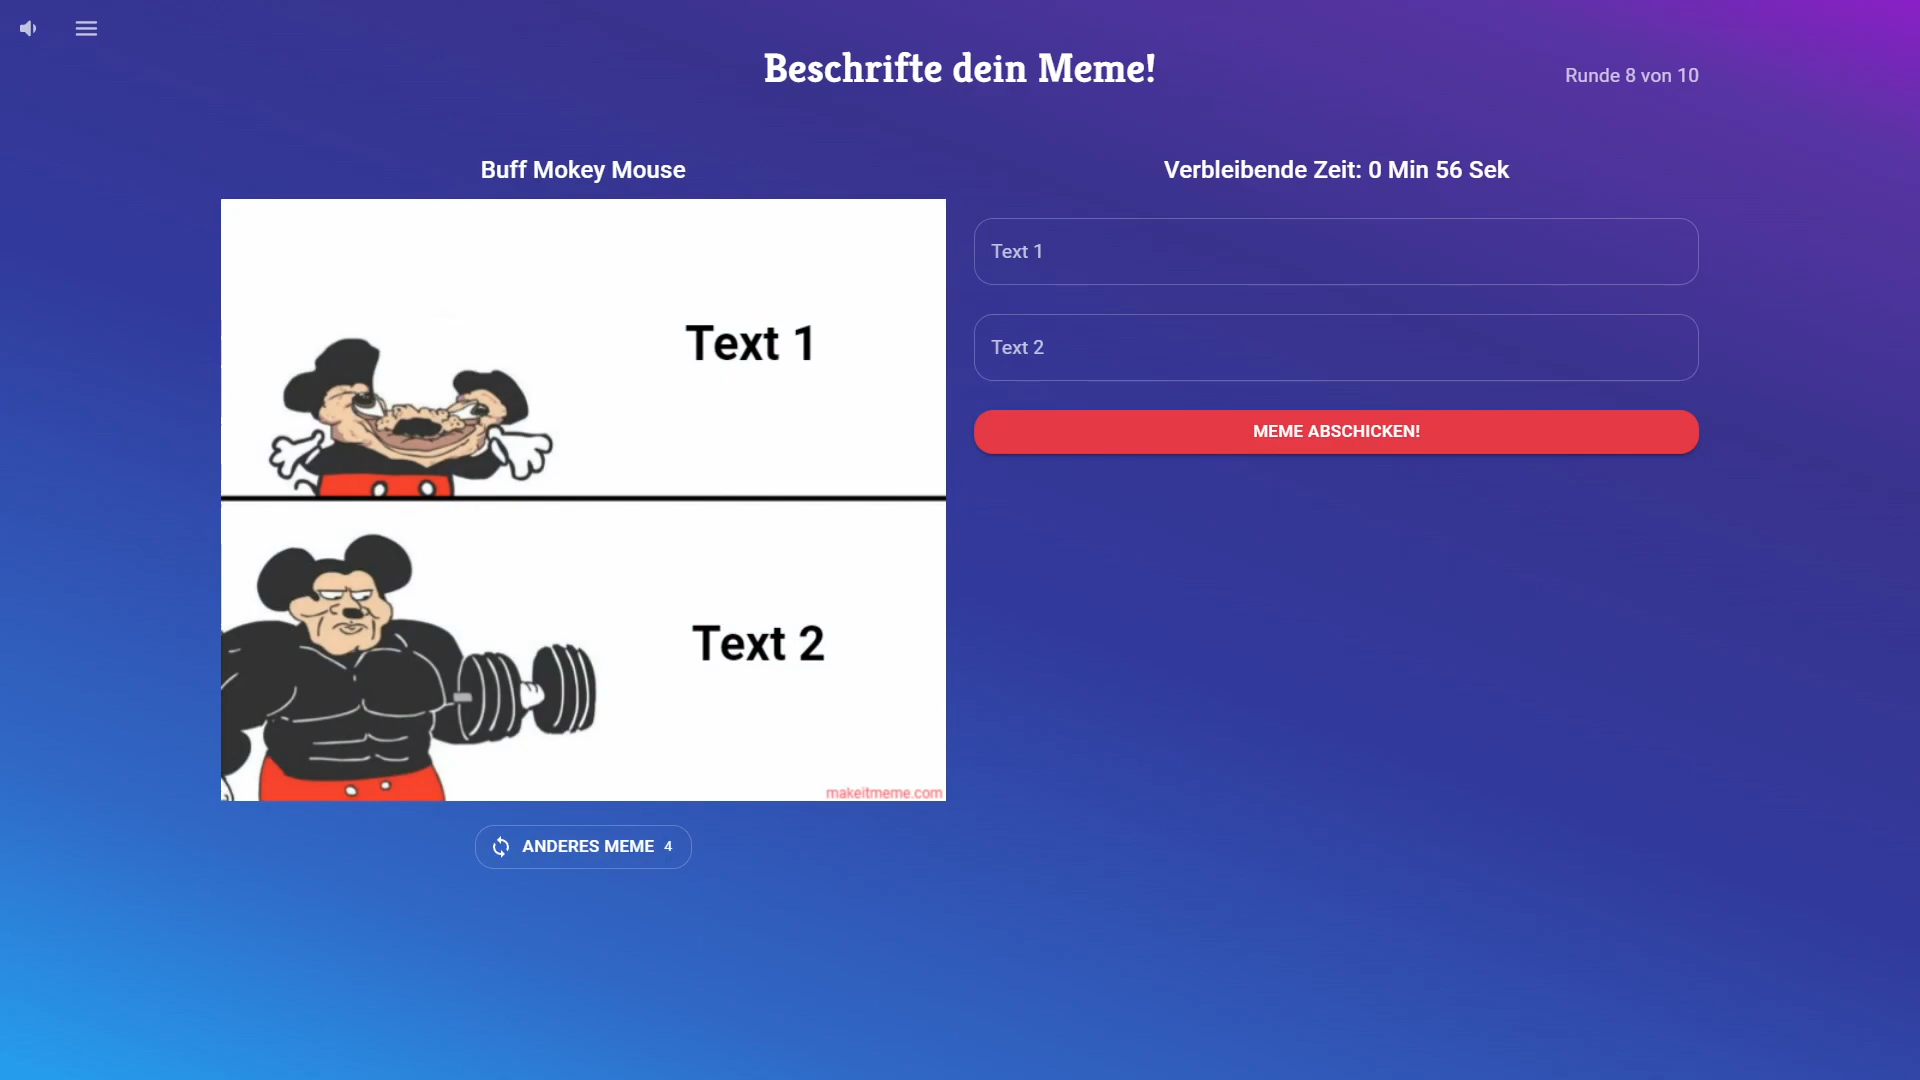 Beschrifte dein Meme!
Runde 8 von 10
Buff Mokey Mouse
Verbleibende Zeit: 0 Min 56 Sek
Text 1
Text 2
makeitmeme.com
ANDERES MEME 4
Text 1
Text 2
MEME ABSCHICKEN!